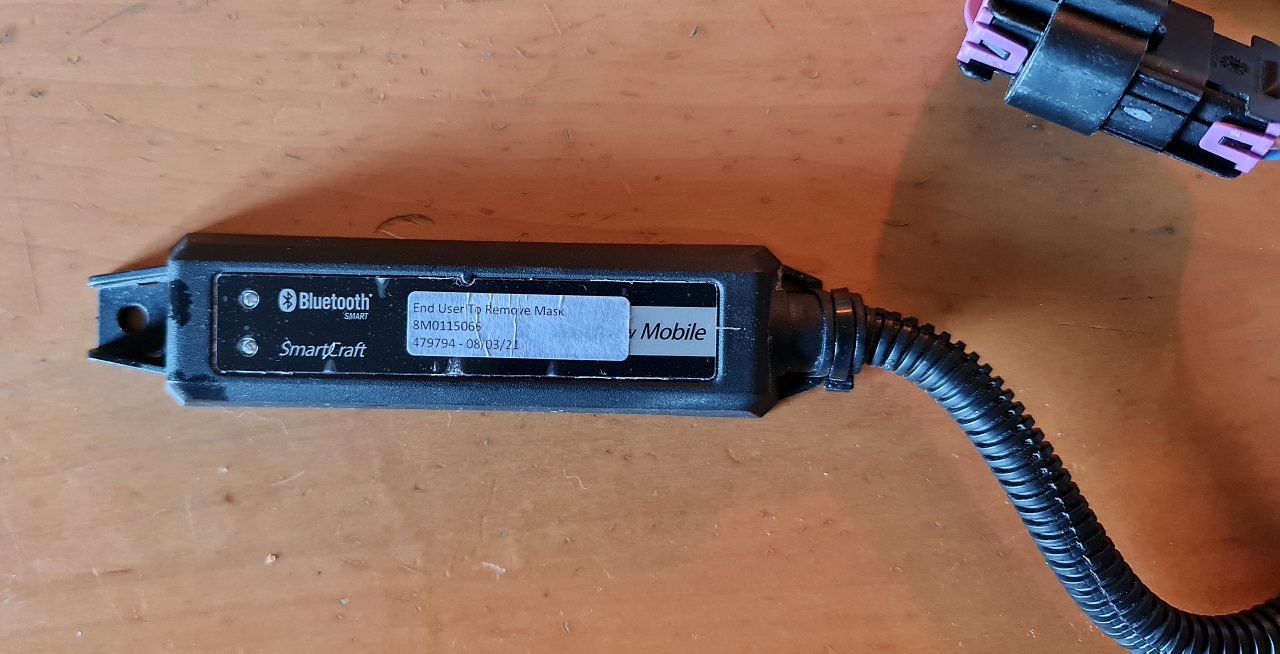 Bluetooth
SMART
SmartCraft
End User To Remove Mask
8M0115066
479794 - 08/03/21
y Mobile